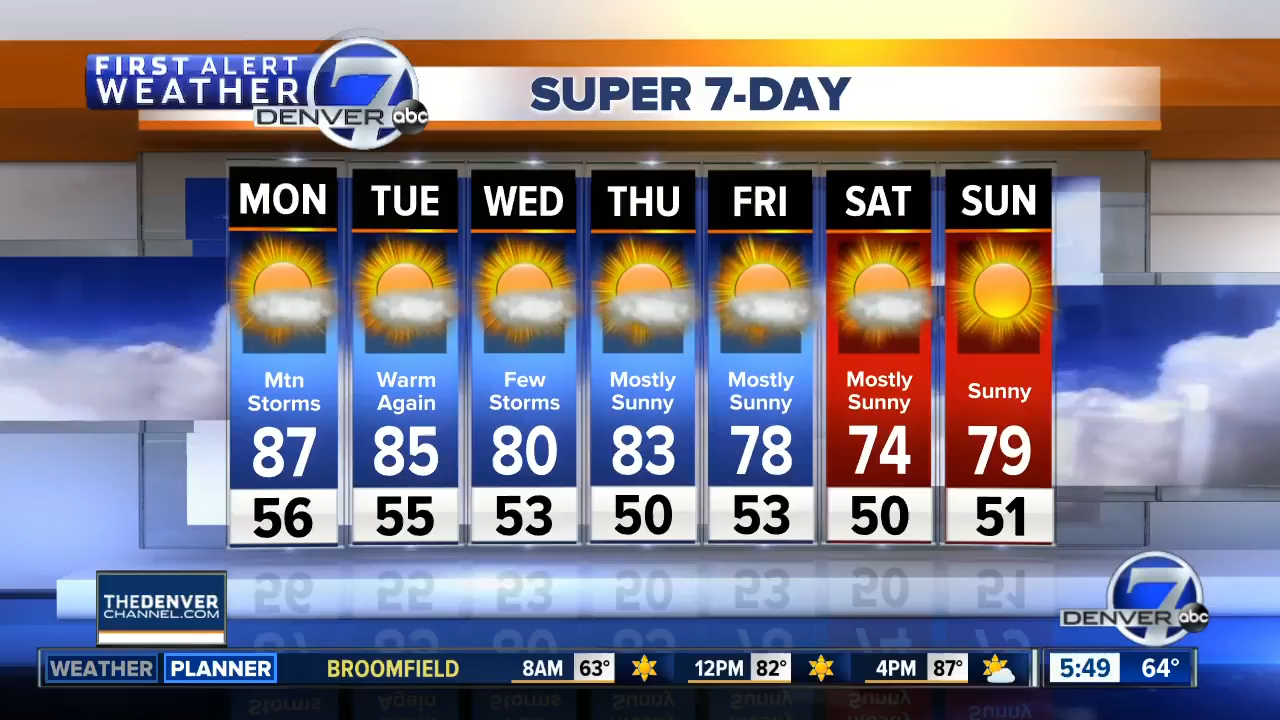 FIRST ALERT
WEATHER
7
DENVER abc
SUPER 7-DAY
MON TUE WED THU FRI SAT SUN
Mtn Warm Few Mostly Mostly Mostly Sunny
Storms Again Storms Sunny Sunny Sunny
87 85 80 83 78 74 79
56 55 53 50 53 50 51
THEDENVER
CHANNEL.COM
7
DENVER abc
WEATHER PLANNER BROOMFIELD 8AM 63° 12PM 82° 4PM 87° 5:49 64°